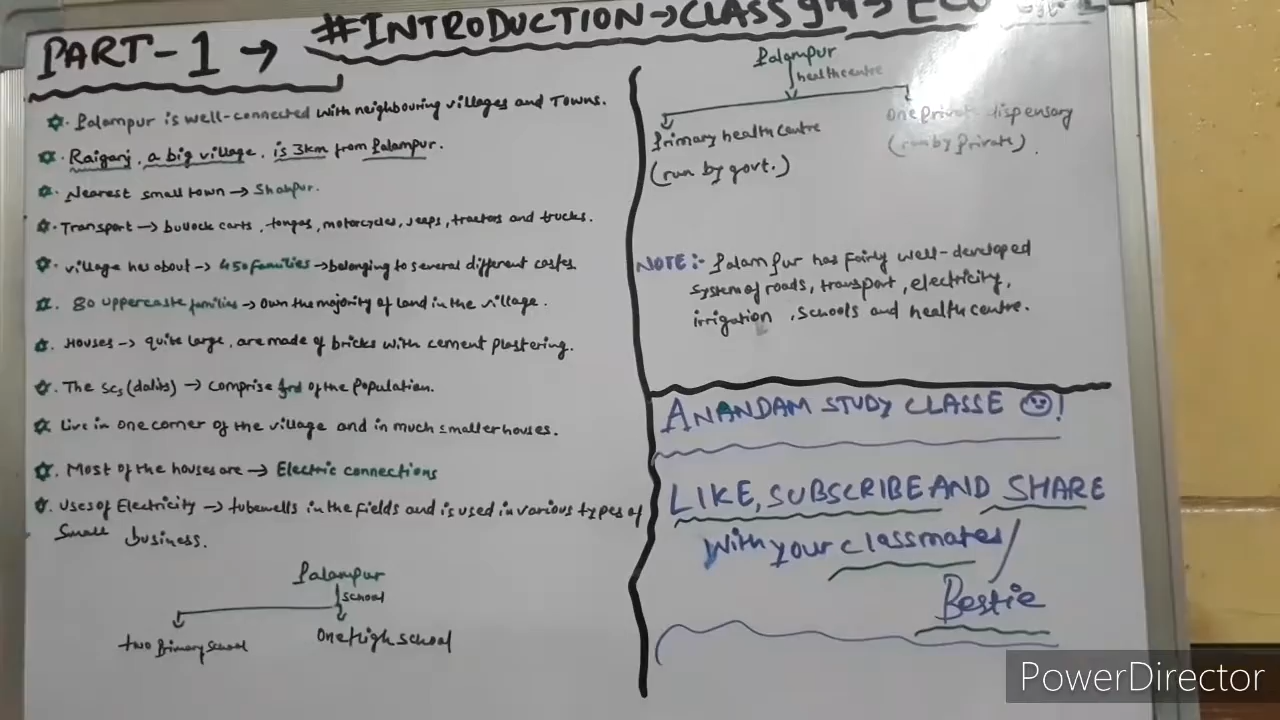 PART-1 → #INTRODUCTION→CLASS 9th→
Palampur is well-connected with neighbouring villages and Towns.
Raiganj, a big village, is 3km from Palampur.
Nearest small town → Shahpur.
Transport → bullock carts, tongas, motorcycles, jeeps, tractors and trucks.
village has about → 450 families → belonging to several different castes
80 uppercaste families → own the majority of land in the village.
Houses → quite large, are made of bricks with cement plastering.
The SCs (dalits) → comprise rd of the population.
Live in one corner of the village and in much smaller houses.
Most of the houses are → Electric connections
Uses of Electricity → tubewells in the fields and is used in various types of
Small business.
Palampur
school
two Primary school
One High school
Palampur
healthcentre
Primary health centre
(run by govt.)
One Private dispensary
(run by Private).
NOTE:- Palampur has fairly well-developed
system of roads, transport, electricity,
irrigation, schools and health centre.
ANANDAM STUDY CLASSE !
LIKE, SUBSCRIBE AND SHARE
With your classmates/
Bestie
PowerDirector